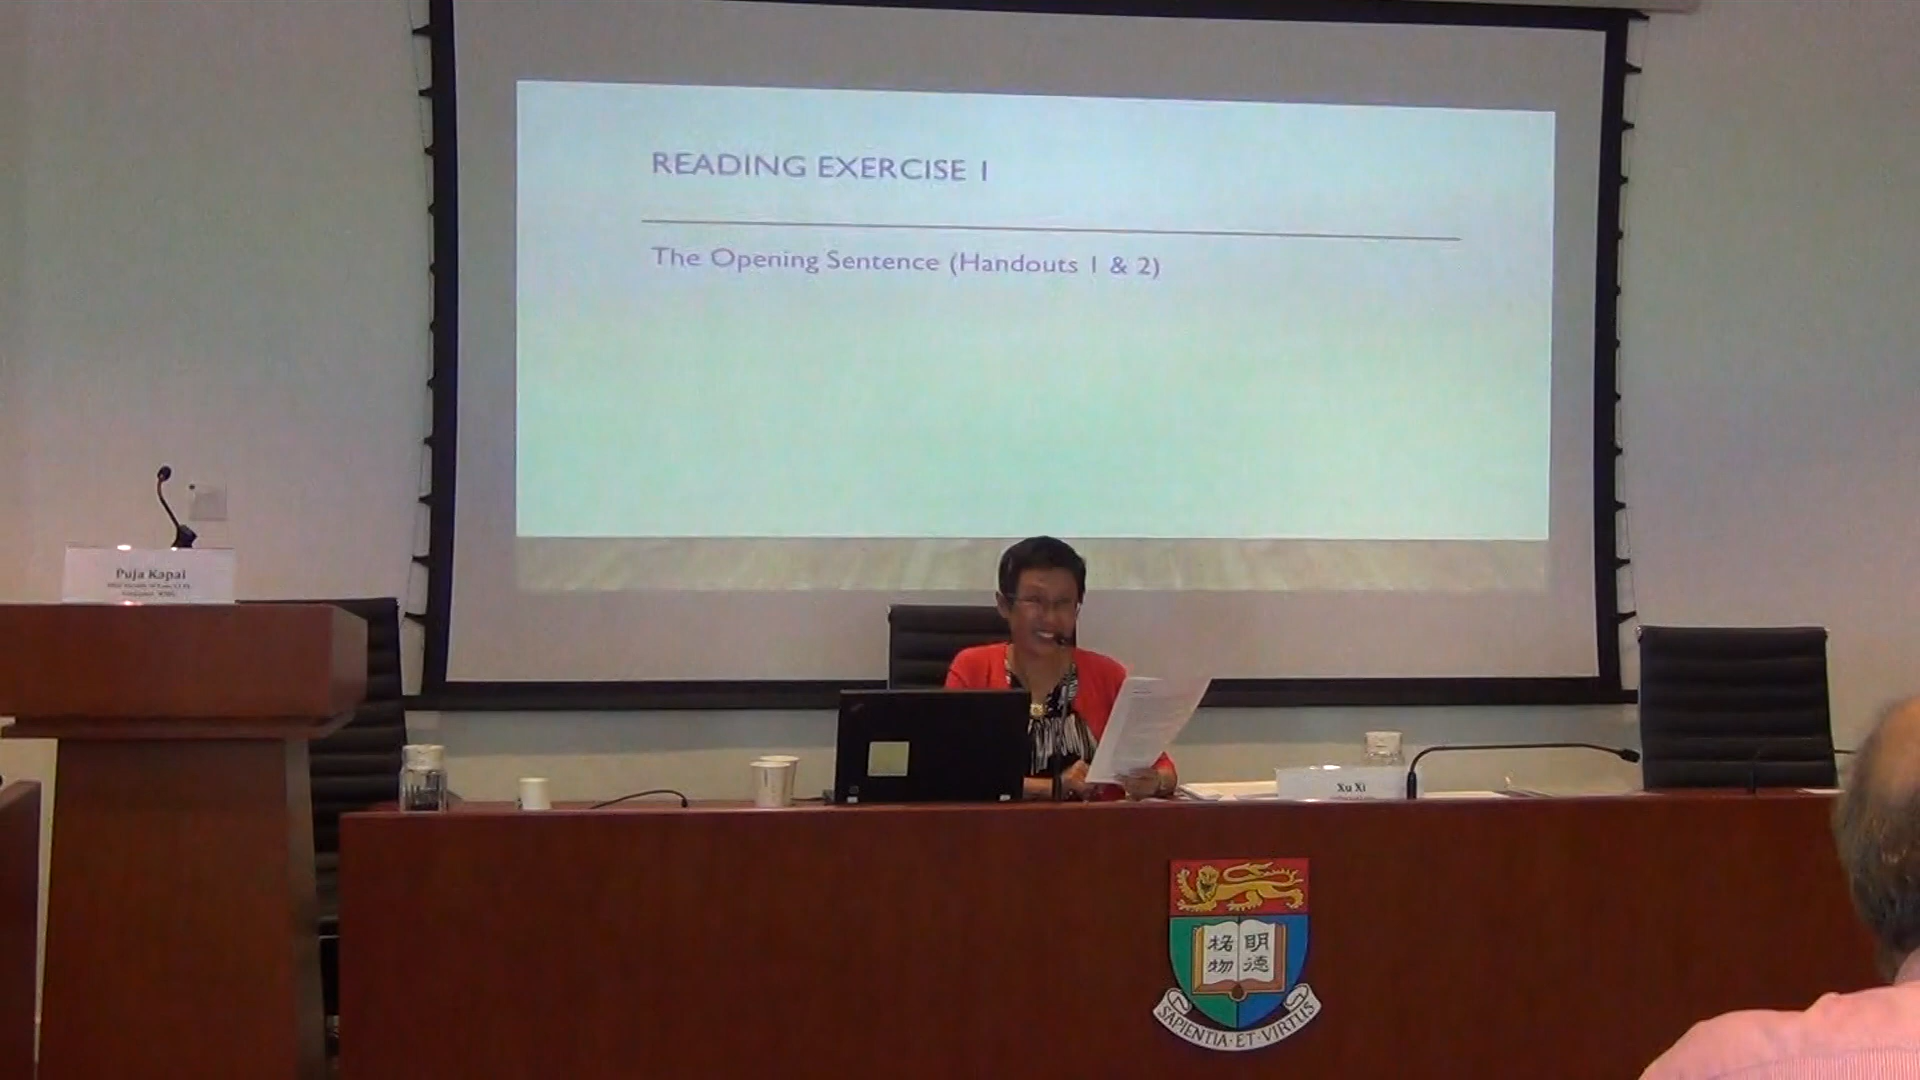 READING EXERCISE 1
The Opening Sentence (Handouts 1 & 2)
Puja Kapai
Xu Xi
明德
格物
SAPIENTIA·ET·VIRTUS